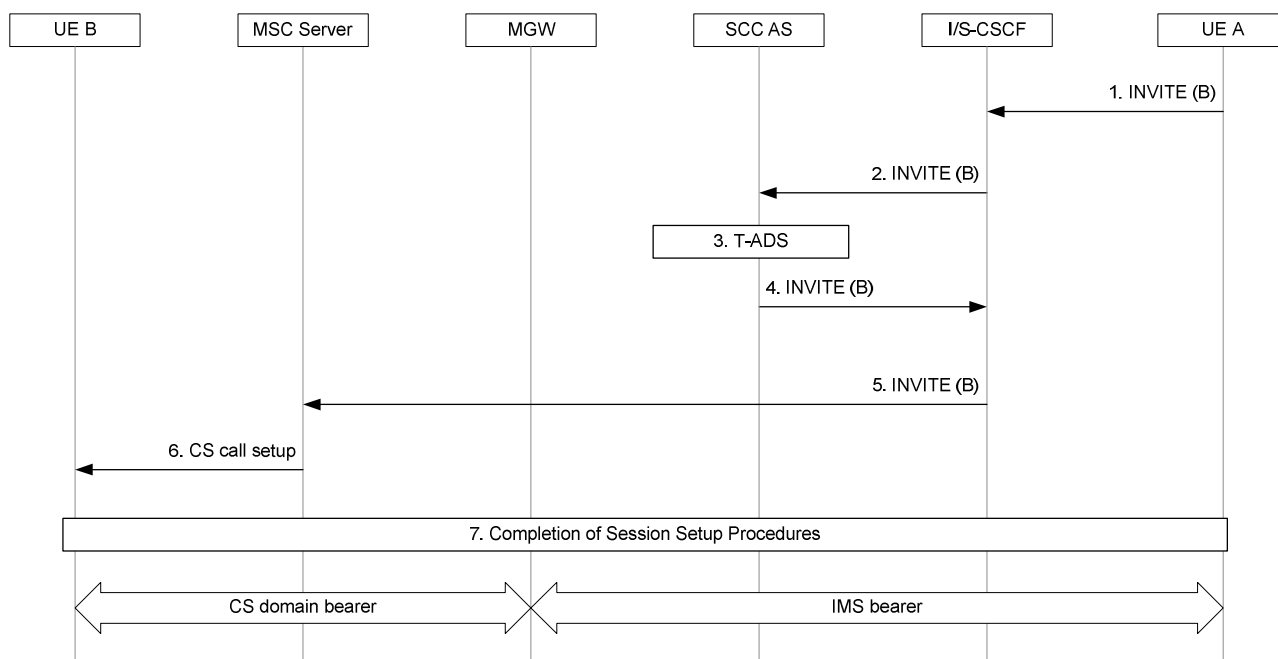 UE B
MSC Server
MGW
SCC AS
I/S-CSCF
UE A
1. INVITE (B)
2. INVITE (B)
3. T-ADS
4. INVITE (B)
5. INVITE (B)
6. CS call setup
7. Completion of Session Setup Procedures
CS domain bearer
IMS bearer